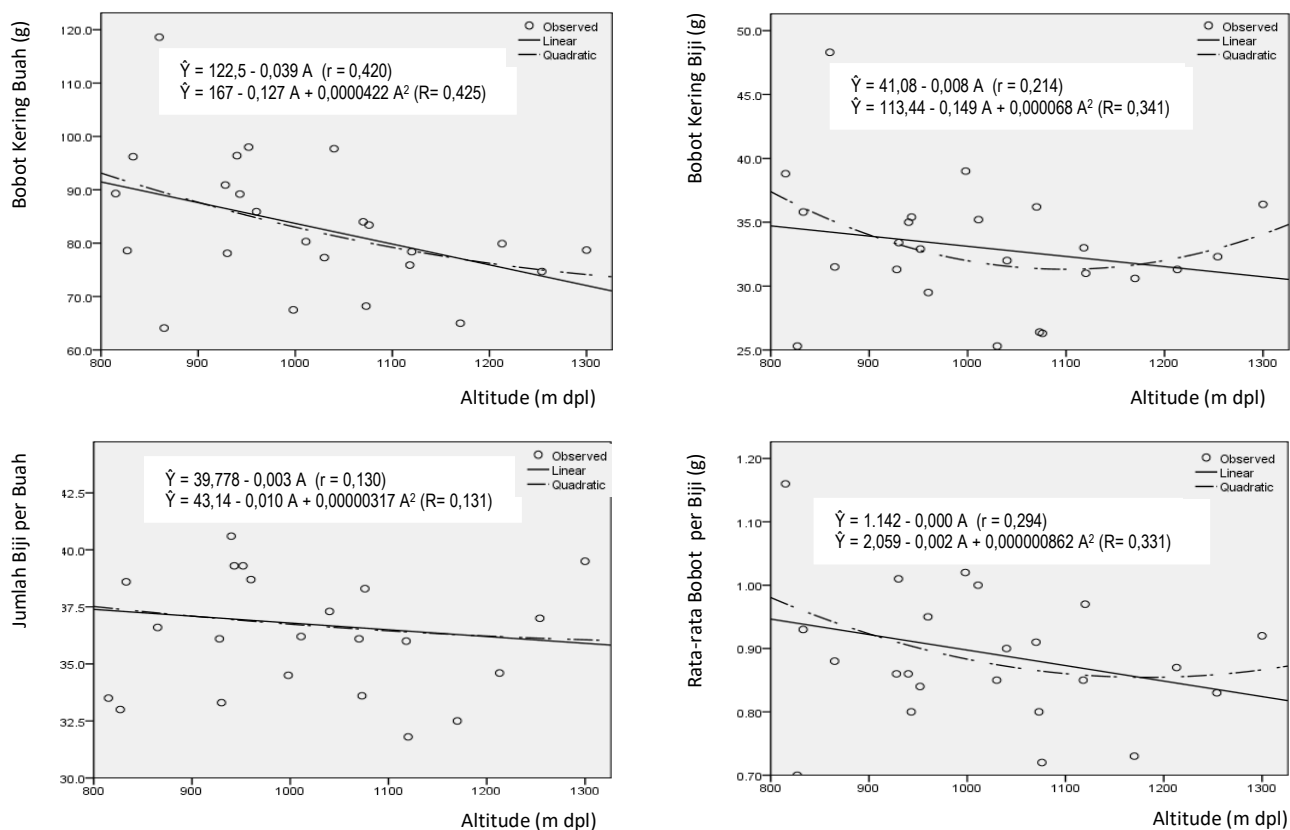 Bobot Kering Buah (g)
120.0
110.0
100.0
90.0
80.0
70.0
60.0
Observed
Linear
Quadratic
Ŷ = 122,5 - 0,039 A (r = 0,420)
Ŷ = 167 - 0,127 A + 0,0000422 A² (R= 0,425)
800 900 1000 1100 1200 1300
Altitude (m dpl)
Bobot Kering Biji (g)
50.0
45.0
40.0
35.0
30.0
25.0
Observed
Linear
Quadratic
Ŷ = 41,08 - 0,008 A (r = 0,214)
Ŷ = 113,44 - 0,149 A + 0,000068 A² (R= 0,341)
800 900 1000 1100 1200 1300
Altitude (m dpl)
Jumlah Biji per Buah
42.5
40.0
37.5
35.0
32.5
30.0
Observed
Linear
Quadratic
Ŷ = 39,778 - 0,003 A (r = 0,130)
Ŷ = 43,14 - 0,010 A + 0,00000317 A² (R= 0,131)
800 900 1000 1100 1200 1300
Altitude (m dpl)
Rata-rata Bobot per Biji (g)
1.20
1.10
1.00
0.90
0.80
0.70
Observed
Linear
Quadratic
Ŷ = 1.142 - 0,000 A (r = 0,294)
Ŷ = 2,059 - 0,002 A + 0,000000862 A² (R= 0,331)
800 900 1000 1100 1200 1300
Altitude (m dpl)